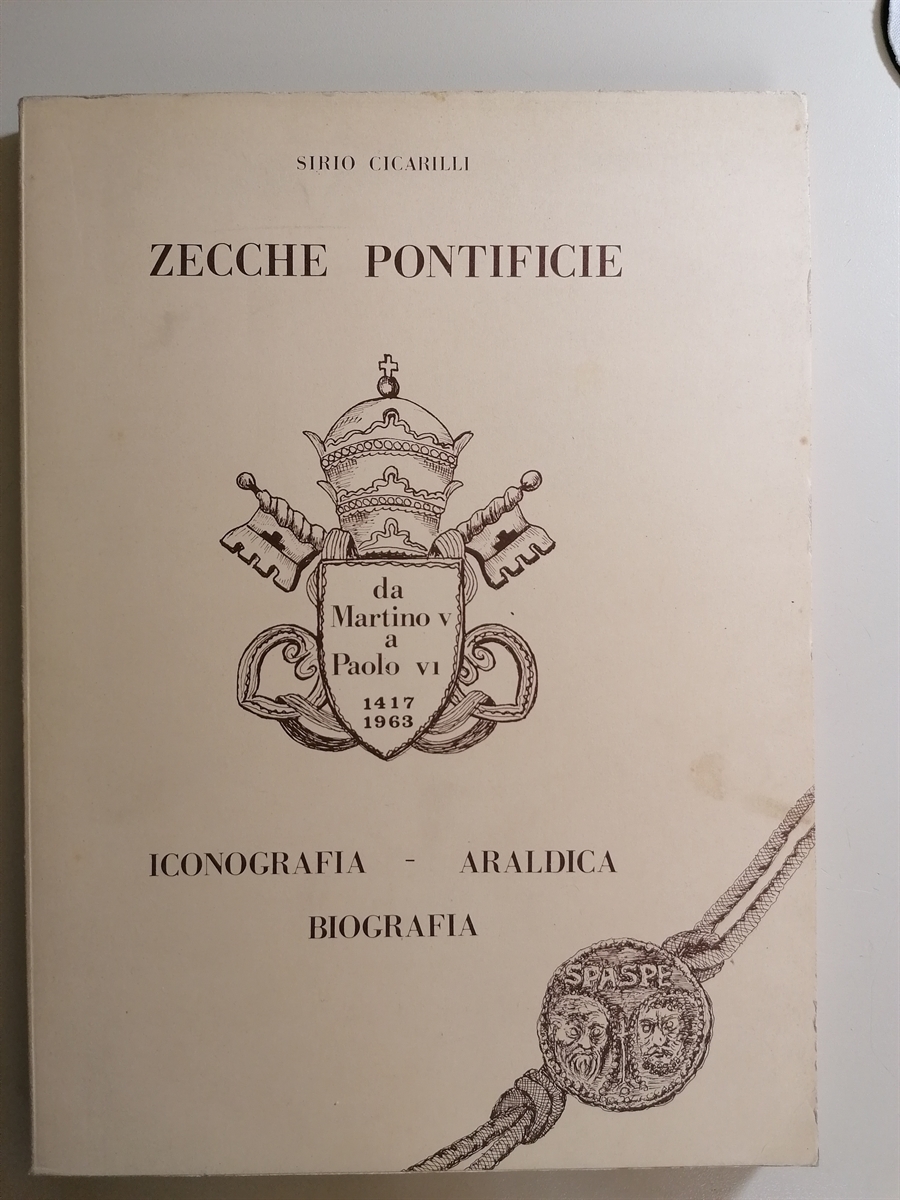 SIRIO CICARILLI
ZECCHE PONTIFICIE
da
Martino V
a
Paolo VI
1417
1963
ICONOGRAFIA - ARALDICA
BIOGRAFIA
SPASPE